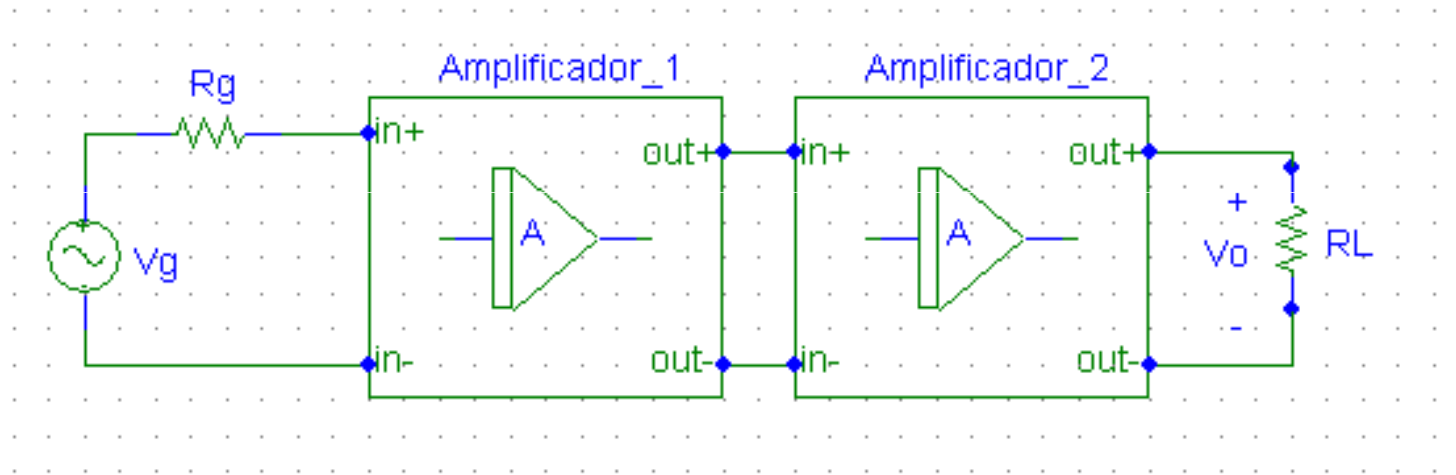 Amplificador_1
Amplificador_2
Rg
in+
out+
in+
out+
+
A
A
Vg
Vo
RL
-
in-
out-
in-
out-